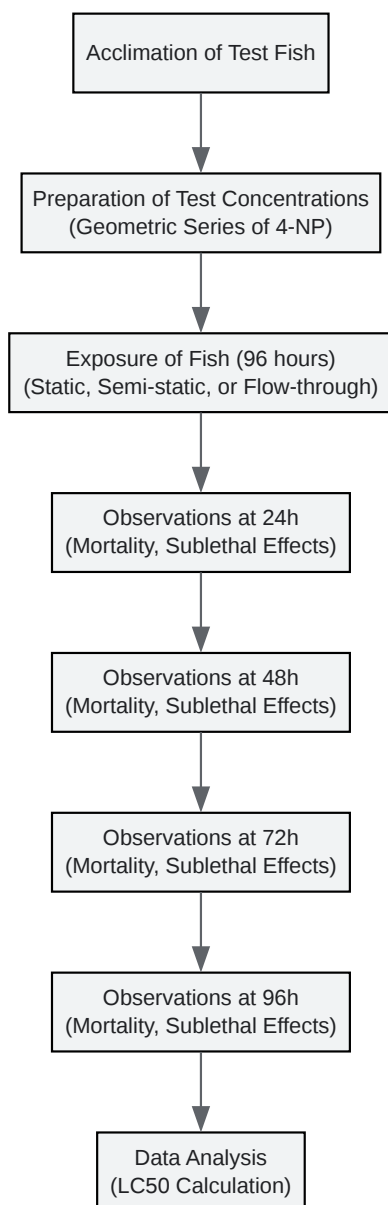 Acclimation of Test Fish
Preparation of Test Concentrations
(Geometric Series of 4-NP)
Exposure of Fish (96 hours)
(Static, Semi-static, or Flow-through)
Observations at 24h
(Mortality, Sublethal Effects)
Observations at 48h
(Mortality, Sublethal Effects)
Observations at 72h
(Mortality, Sublethal Effects)
Observations at 96h
(Mortality, Sublethal Effects)
Data Analysis
(LC50 Calculation)